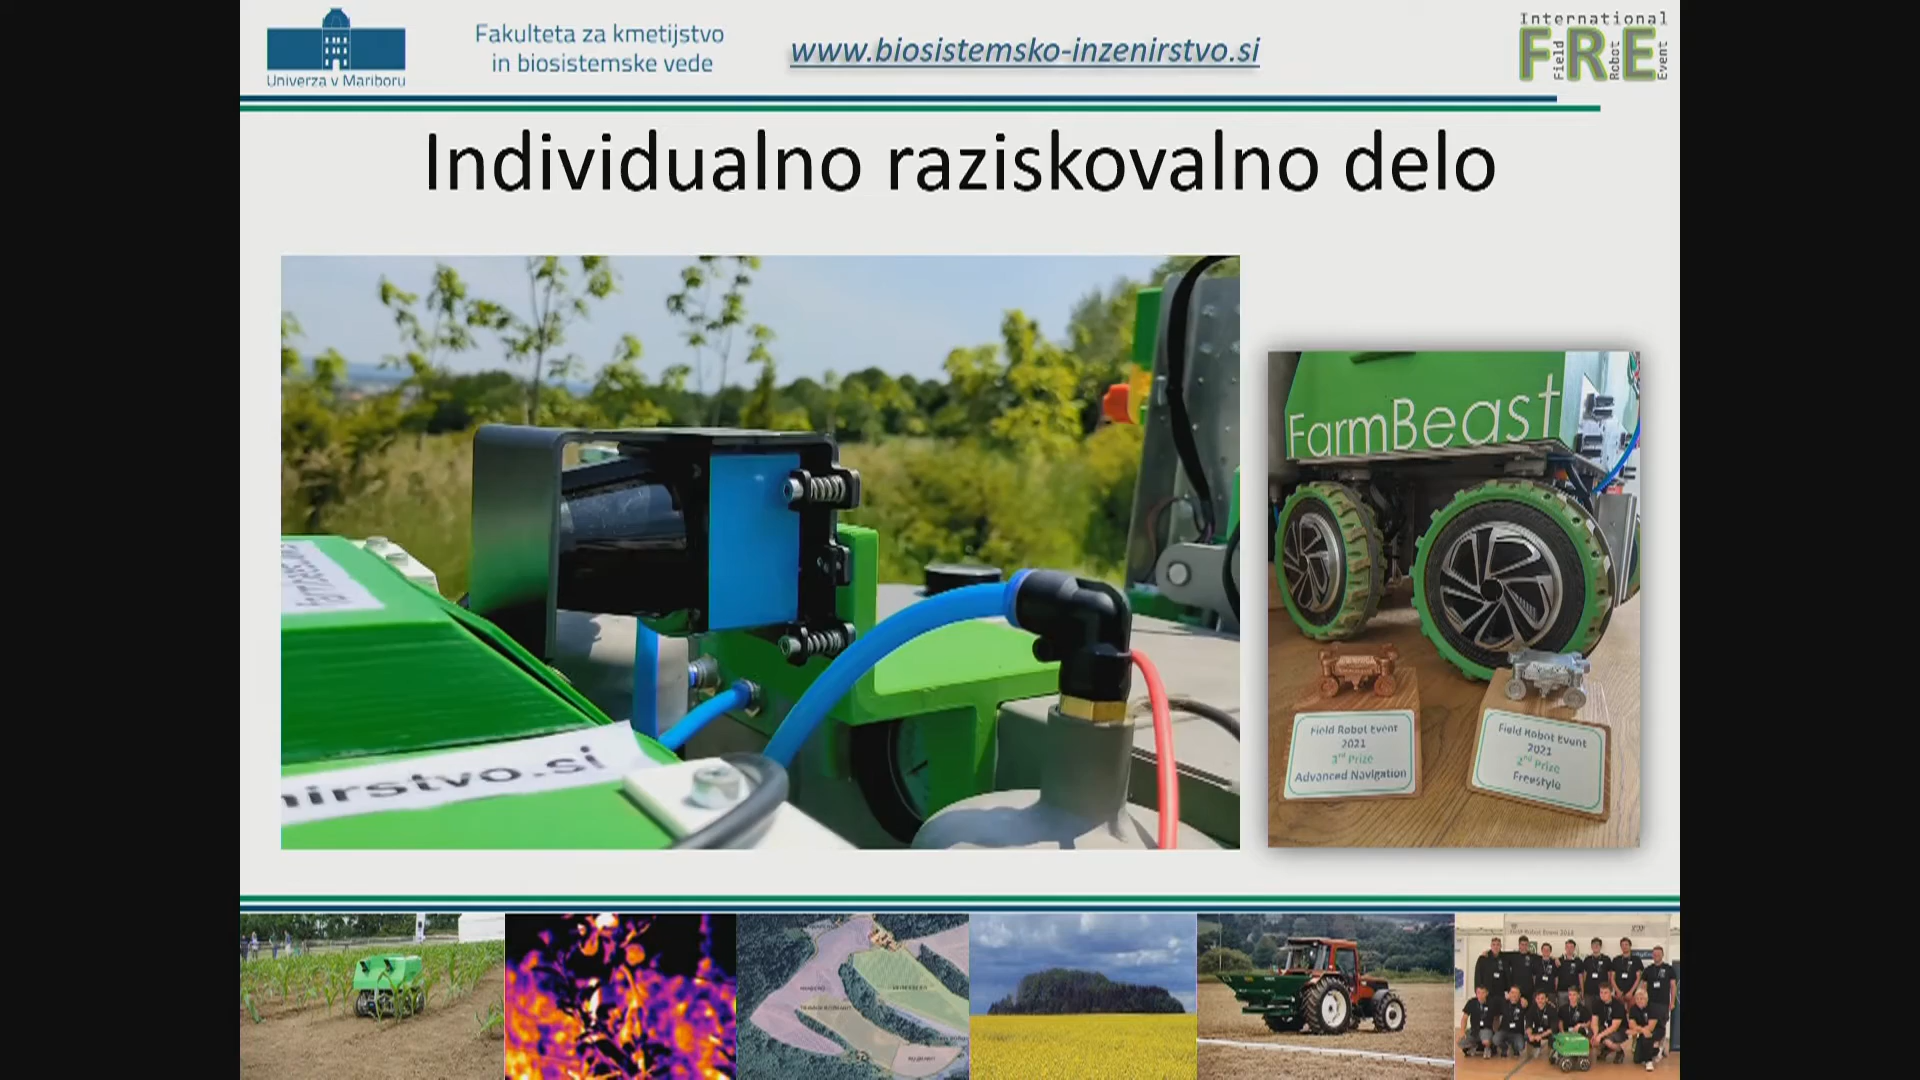 Univerza v Mariboru
Fakulteta za kmetijstvo
in biosistemske vede
www.biosistemsko-inzenirstvo.si
International
FRE
Field
Robot
Event
Individualno raziskovalno delo
nirstvo.si
FarmBeast
Field Robot Event
2021
3rd Prize
Advanced Navigation
Field Robot Event
2021
2nd Prize
Freestyle